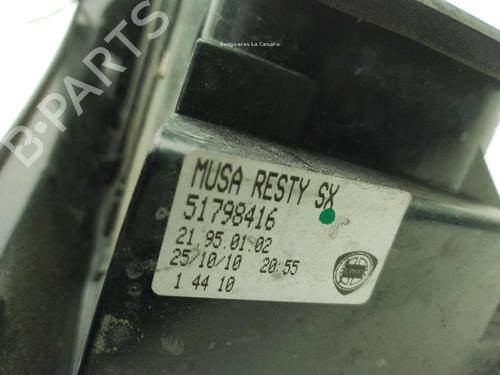 Desguaces La Cabaña
B-PARTS
MUSA RESTY SX
51798416
21.95.01.02
25/10/10 20:55
1 44 10